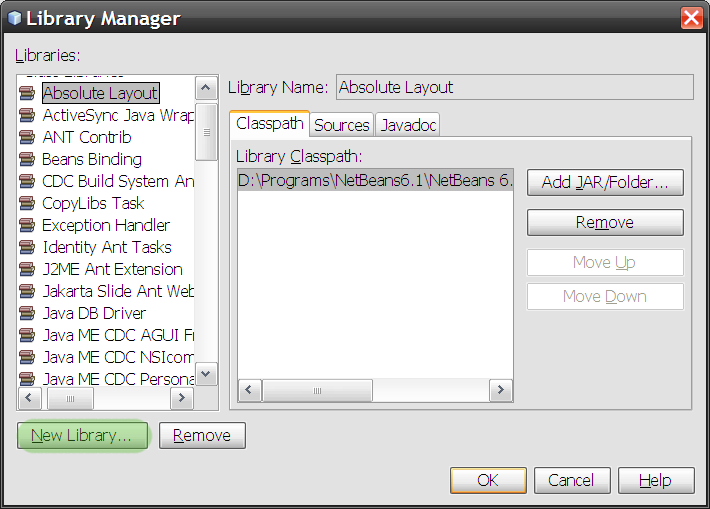 Library Manager
Libraries:
Absolute Layout
ActiveSync Java Wrap
ANT Contrib
Beans Binding
CDC Build System An
CopyLibs Task
Exception Handler
Identity Ant Tasks
J2ME Ant Extension
Jakarta Slide Ant Web
Java DB Driver
Java ME CDC AGUI Fr
Java ME CDC NSIcom
Java ME CDC Persona
New Library...
Remove
Library Name:
Absolute Layout
Classpath
Sources
Javadoc
Library Classpath:
D:\Programs\NetBeans6.1\NetBeans 6.
Add JAR/Folder...
Remove
Move Up
Move Down
OK
Cancel
Help